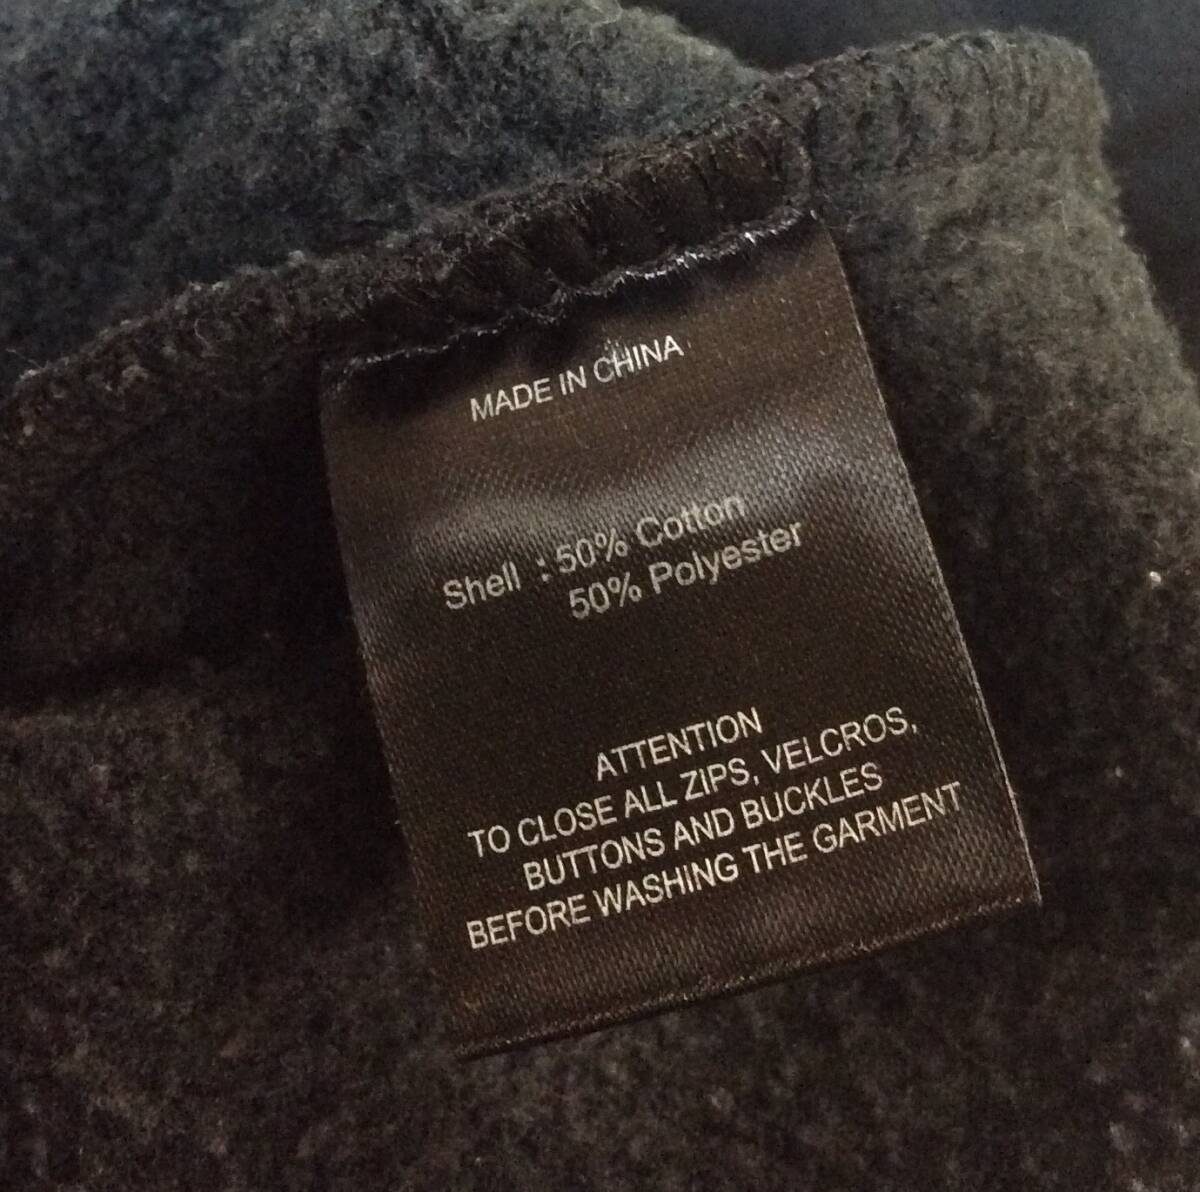 MADE IN CHINA
Shell : 50% Cotton
50% Polyester
ATTENTION
TO CLOSE ALL ZIPS, VELCROS,
BUTTONS AND BUCKLES
BEFORE WASHING THE GARMENT